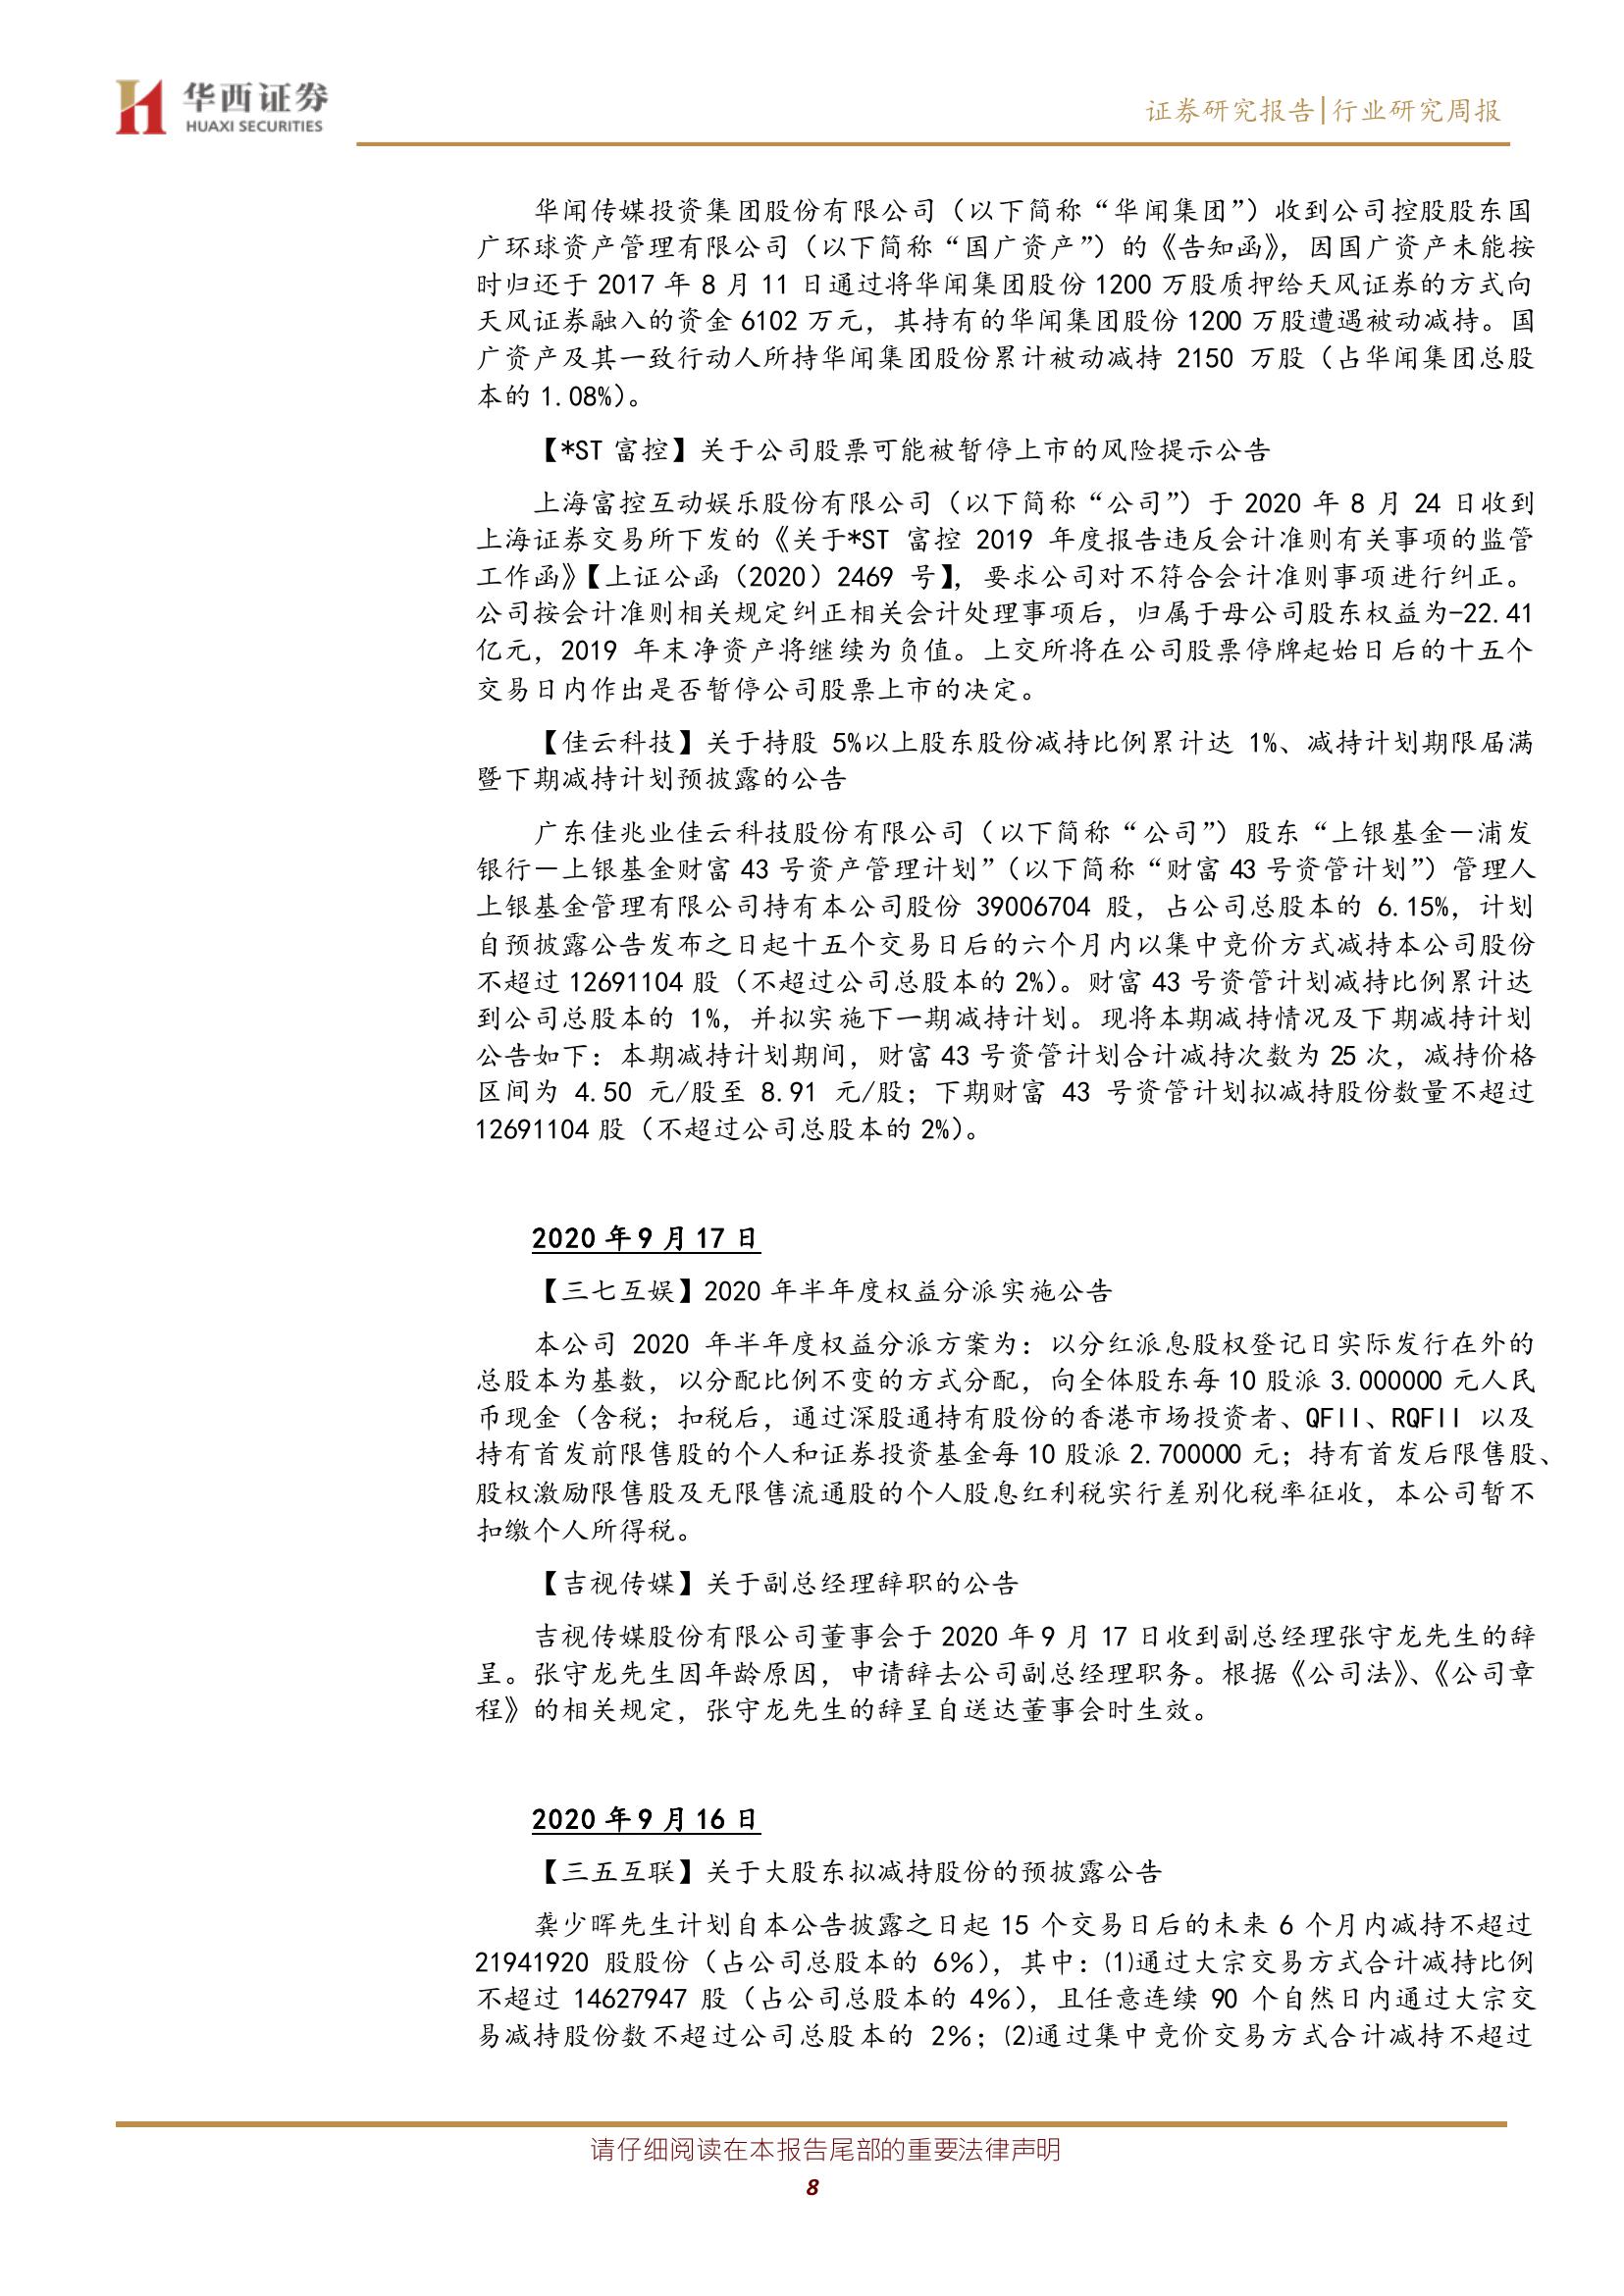 华西证券
HUAXI SECURITIES
证券研究报告|行业研究周报
华闻传媒投资集团股份有限公司（以下简称“华闻集团”）收到公司控股股东国
广环球资产管理有限公司（以下简称“国广资产”）的《告知函》，因国广资产未能按
时归还于 2017 年 8 月 11 日通过将华闻集团股份 1200 万股质押给天风证券的方式向
天风证券融入的资金 6102 万元，其持有的华闻集团股份 1200 万股遭遇被动减持。国
广资产及其一致行动人所持华闻集团股份累计被动减持 2150 万股（占华闻集团总股
本的 1.08%）。
【*ST 富控】关于公司股票可能被暂停上市的风险提示公告
上海富控互动娱乐股份有限公司（以下简称“公司”）于 2020 年 8 月 24 日收到
上海证券交易所下发的《关于*ST 富控 2019 年度报告违反会计准则有关事项的监管
工作函》【上证公函（2020）2469 号】，要求公司对不符合会计准则事项进行纠正。
公司按会计准则相关规定纠正相关会计处理事项后，归属于母公司股东权益为-22.41
亿元，2019 年末净资产将继续为负值。上交所将在公司股票停牌起始日后的十五个
交易日内作出是否暂停公司股票上市的决定。
【佳云科技】关于持股 5%以上股东股份减持比例累计达 1%、减持计划期限届满
暨下期减持计划预披露的公告
广东佳兆业佳云科技股份有限公司（以下简称“公司”）股东“上银基金－浦发
银行－上银基金财富 43 号资产管理计划”（以下简称“财富 43 号资管计划”）管理人
上银基金管理有限公司持有本公司股份 39006704 股，占公司总股本的 6.15%，计划
自预披露公告发布之日起十五个交易日后的六个月内以集中竞价方式减持本公司股份
不超过 12691104 股（不超过公司总股本的 2%）。财富 43 号资管计划减持比例累计达
到公司总股本的 1%，并拟实施下一期减持计划。现将本期减持情况及下期减持计划
公告如下：本期减持计划期间，财富 43 号资管计划合计减持次数为 25 次，减持价格
区间为 4.50 元/股至 8.91 元/股；下期财富 43 号资管计划拟减持股份数量不超过
12691104 股（不超过公司总股本的 2%）。
2020 年 9 月 17 日
【三七互娱】2020 年半年度权益分派实施公告
本公司 2020 年半年度权益分派方案为：以分红派息股权登记日实际发行在外的
总股本为基数，以分配比例不变的方式分配，向全体股东每 10 股派 3.000000 元人民
币现金（含税；扣税后，通过深股通持有股份的香港市场投资者、QFII、RQFII 以及
持有首发前限售股的个人和证券投资基金每 10 股派 2.700000 元；持有首发后限售股、
股权激励限售股及无限售流通股的个人股息红利税实行差别化税率征收，本公司暂不
扣缴个人所得税。
【吉视传媒】关于副总经理辞职的公告
吉视传媒股份有限公司董事会于 2020 年 9 月 17 日收到副总经理张守龙先生的辞
呈。张守龙先生因年龄原因，申请辞去公司副总经理职务。根据《公司法》、《公司章
程》的相关规定，张守龙先生的辞呈自送达董事会时生效。
2020 年 9 月 16 日
【三五互联】关于大股东拟减持股份的预披露公告
龚少晖先生计划自本公告披露之日起 15 个交易日后的未来 6 个月内减持不超过
21941920 股股份（占公司总股本的 6％），其中：⑴通过大宗交易方式合计减持比例
不超过 14627947 股（占公司总股本的 4％），且任意连续 90 个自然日内通过大宗交
易减持股份数不超过公司总股本的 2％；⑵通过集中竞价交易方式合计减持不超过
请仔细阅读在本报告尾部的重要法律声明
8